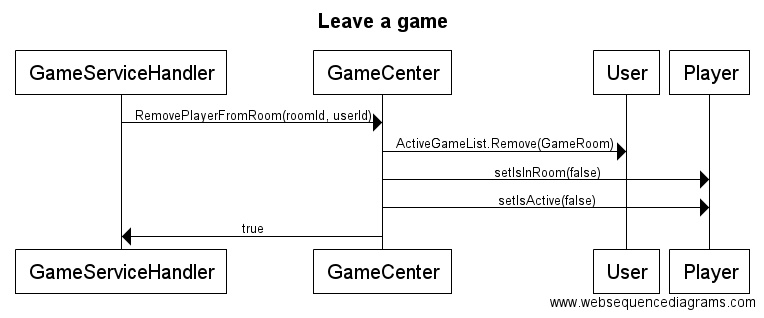 Leave a game
GameServiceHandler GameCenter User Player
RemovePlayerFromRoom(roomId, userId)
ActiveGameList.Remove(GameRoom)
setIsInRoom(false)
setIsActive(false)
true
GameServiceHandler GameCenter User Player
www.websequencediagrams.com